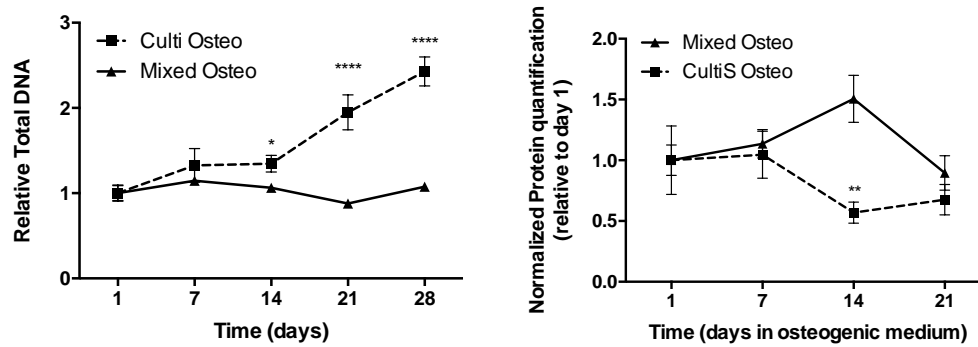 Relative Total DNA
3
2
1
0
Culti Osteo
Mixed Osteo
*
****
****
1 7 14 21 28
Time (days)
Normalized Protein quantification
(relative to day 1)
2.0
1.5
1.0
0.5
0.0
Mixed Osteo
CultiS Osteo
**
1 7 14 21
Time (days in osteogenic medium)